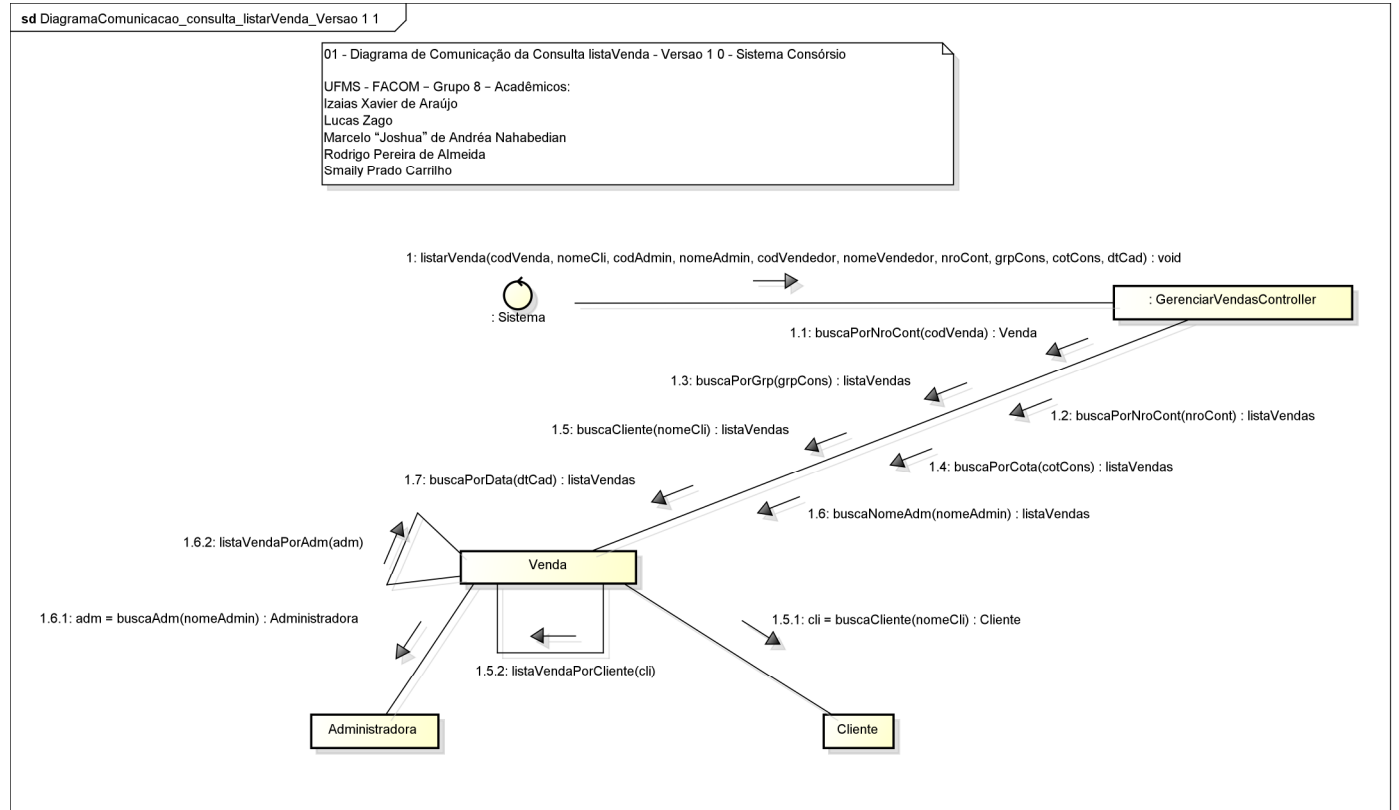 sd DiagramaComunicacao_consulta_listarVenda_Versao 1 1
01 - Diagrama de Comunicação da Consulta listaVenda - Versao 1 0 - Sistema Consórsio
UFMS - FACOM – Grupo 8 – Acadêmicos:
Izaias Xavier de Araújo
Lucas Zago
Marcelo “Joshua” de Andréa Nahabedian
Rodrigo Pereira de Almeida
Smaily Prado Carrilho
1: listarVenda(codVenda, nomeCli, codAdmin, nomeAdmin, codVendedor, nomeVendedor, nroCont, grpCons, cotCons, dtCad) : void
: Sistema
: GerenciarVendasController
1.1: buscaPorNroCont(codVenda) : Venda
1.3: buscaPorGrp(grpCons) : listaVendas
1.2: buscaPorNroCont(nroCont) : listaVendas
1.5: buscaCliente(nomeCli) : listaVendas
1.4: buscaPorCota(cotCons) : listaVendas
1.7: buscaPorData(dtCad) : listaVendas
1.6: buscaNomeAdm(nomeAdmin) : listaVendas
1.6.2: listaVendaPorAdm(adm)
Venda
1.6.1: adm = buscaAdm(nomeAdmin) : Administradora
1.5.1: cli = buscaCliente(nomeCli) : Cliente
1.5.2: listaVendaPorCliente(cli)
Administradora
Cliente